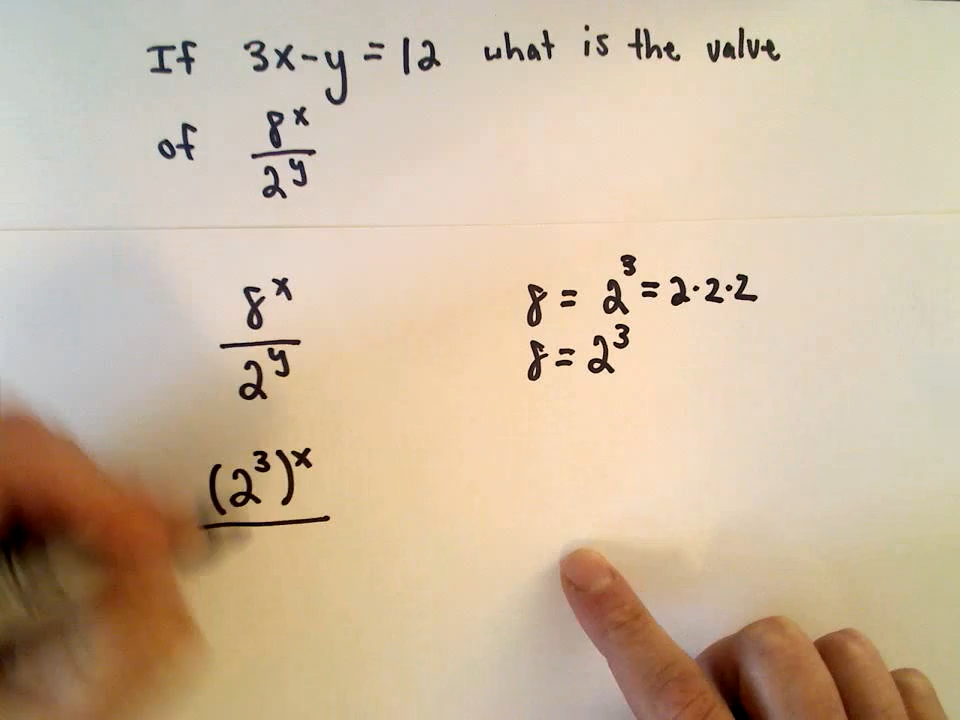 If 3x-y=12 what is the value
of 8^x/2^y
8^x/2^y
8 = 2^3 = 2·2·2
8 = 2^3
(2^3)^x